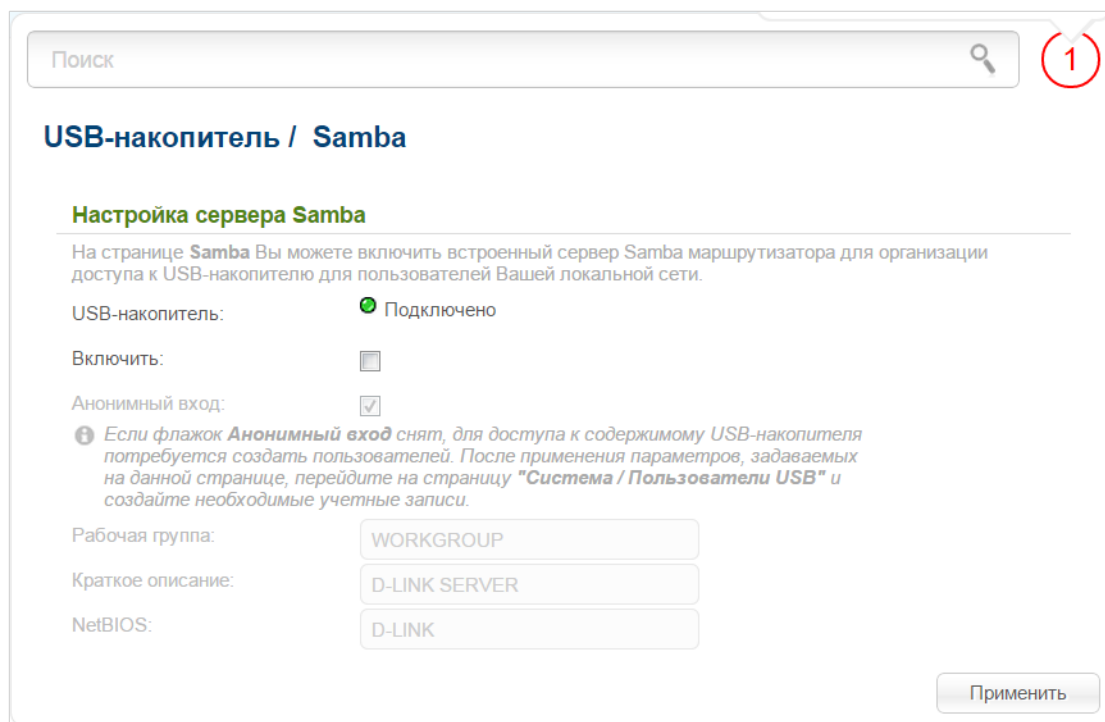 Поиск
1
USB-накопитель / Samba
Настройка сервера Samba
На странице Samba Вы можете включить встроенный сервер Samba маршрутизатора для организации
доступа к USB-накопителю для пользователей Вашей локальной сети.
USB-накопитель: Подключено
Включить:
Анонимный вход:
Если флажок Анонимный вход снят, для доступа к содержимому USB-накопителя
потребуется создать пользователей. После применения параметров, задаваемых
на данной странице, перейдите на страницу "Система / Пользователи USB" и
создайте необходимые учетные записи.
Рабочая группа: WORKGROUP
Краткое описание: D-LINK SERVER
NetBIOS: D-LINK
Применить